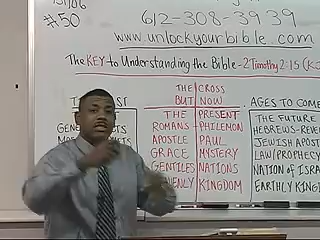 #50
612-308-3939
www.unlockyourbible.com
The KEY to Understanding the Bible - 2 Timothy 2:15
THE CROSS
BUT NOW
AGES TO COME
THE PRESENT
THE FUTURE
ROMANS - PHILEMON
APOSTLE PAUL
JEWISH APOST
GRACE MYSTERY
LAW/PROPHECY
GENTILES NATIONS
NATION OF ISRA
KINGDOM
EARTHLY KING